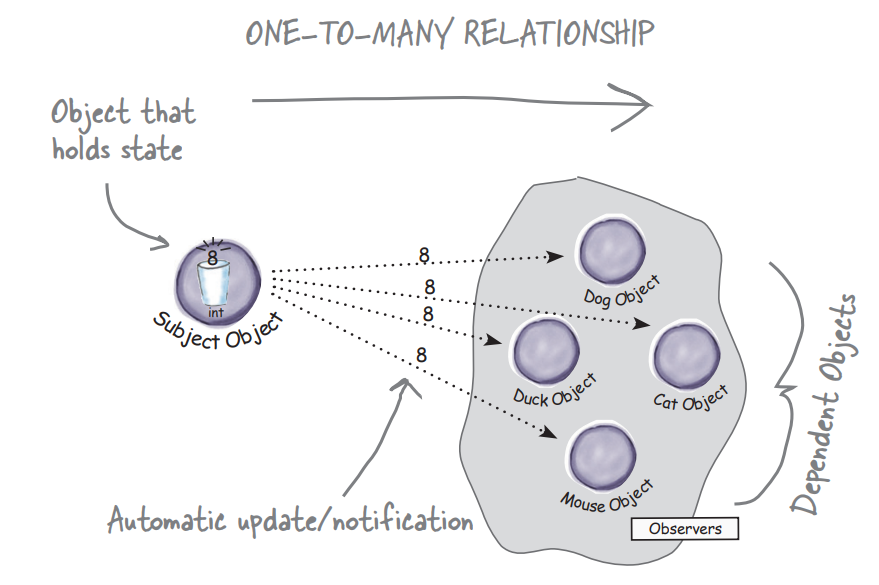 ONE-TO-MANY RELATIONSHIP
Object that
holds state
8
int
Subject Object
8
8
8
8
Dog Object
Duck Object
Cat Object
Mouse Object
Observers
Dependent Objects
Automatic update/notification